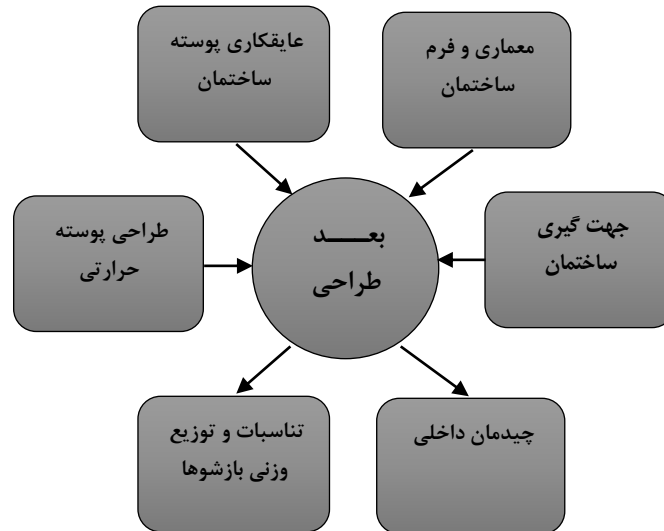 معماری و فرم
ساختمان
عایقکاری پوسته
ساختمان
جهت گیری
ساختمان
بعــــد
طراحی
طراحی پوسته
حرارتی
چیدمان داخلی
تناسبات و توزیع
وزنی بازشوها